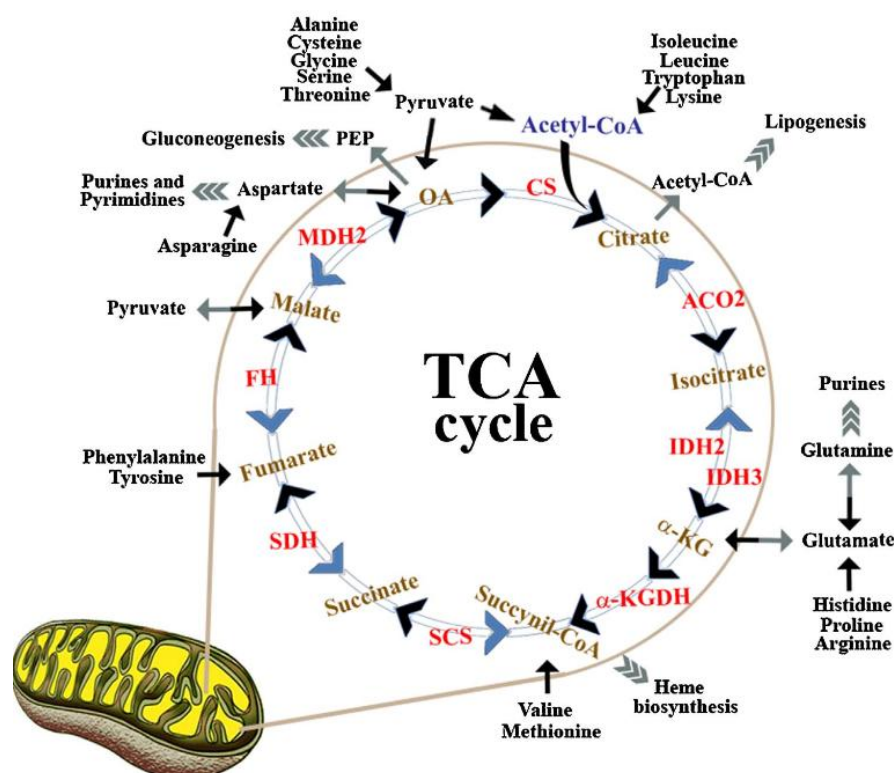 Alanine
Cysteine
Glycine
Serine
Threonine
Pyruvate
Isoleucine
Leucine
Tryptophan
Lysine
Acetyl-CoA
Lipogenesis
Gluconeogenesis
PEP
Acetyl-CoA
Purines and
Pyrimidines
Aspartate
OA
CS
Citrate
Asparagine
MDH2
ACO2
Pyruvate
Malate
Isocitrate
TCA
cycle
FH
Purines
IDH2
Glutamine
IDH3
Phenylalanine
Tyrosine
Fumarate
α-KG
Glutamate
SDH
Succinate
SCS
Succynil-CoA
α-KGDH
Histidine
Proline
Arginine
Valine
Methionine
Heme
biosynthesis